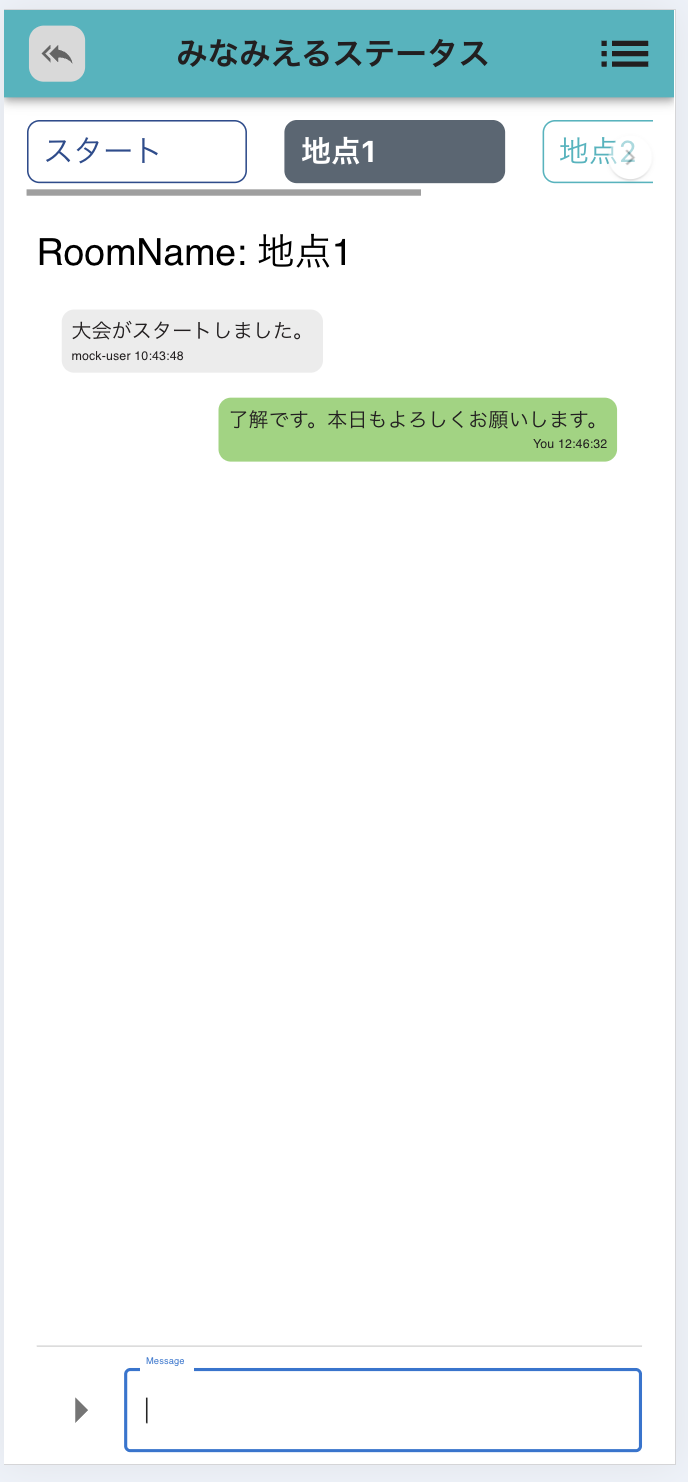 みなみえるステータス
スタート
地点1
地点2
RoomName: 地点1
大会がスタートしました。
mock-user 10:43:48
了解です。本日もよろしくお願いします。
You 12:46:32
Message